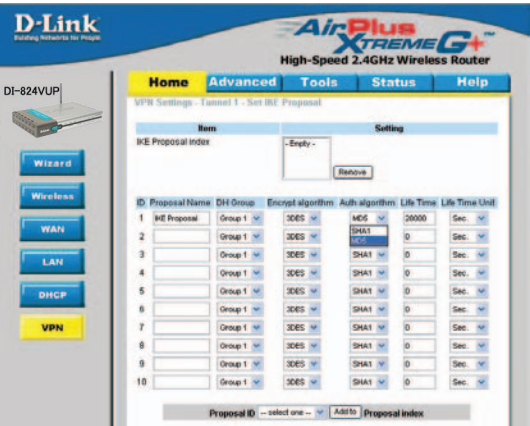 D-Link
Building Networks for People
AirPlus
XTREME G+™
High-Speed 2.4GHz Wireless Router
DI-824VUP
Home Advanced Tools Status Help
VPN Settings - Tunnel 1 - Set IKE Proposal
Item Setting
IKE Proposal index - Empty -
Remove
ID Proposal Name DH Group Encrypt algorithm Auth algorithm Life Time Life Time Unit
1 IKE Proposal Group 1 3DES MD5 20000 Sec.
SHA1
MD5
2 Group 1 3DES 0 Sec.
3 Group 1 3DES SHA1 0 Sec.
4 Group 1 3DES SHA1 0 Sec.
5 Group 1 3DES SHA1 0 Sec.
6 Group 1 3DES SHA1 0 Sec.
7 Group 1 3DES SHA1 0 Sec.
8 Group 1 3DES SHA1 0 Sec.
9 Group 1 3DES SHA1 0 Sec.
10 Group 1 3DES SHA1 0 Sec.
Proposal ID -- select one -- Add to Proposal index
Wizard
Wireless
WAN
LAN
DHCP
VPN